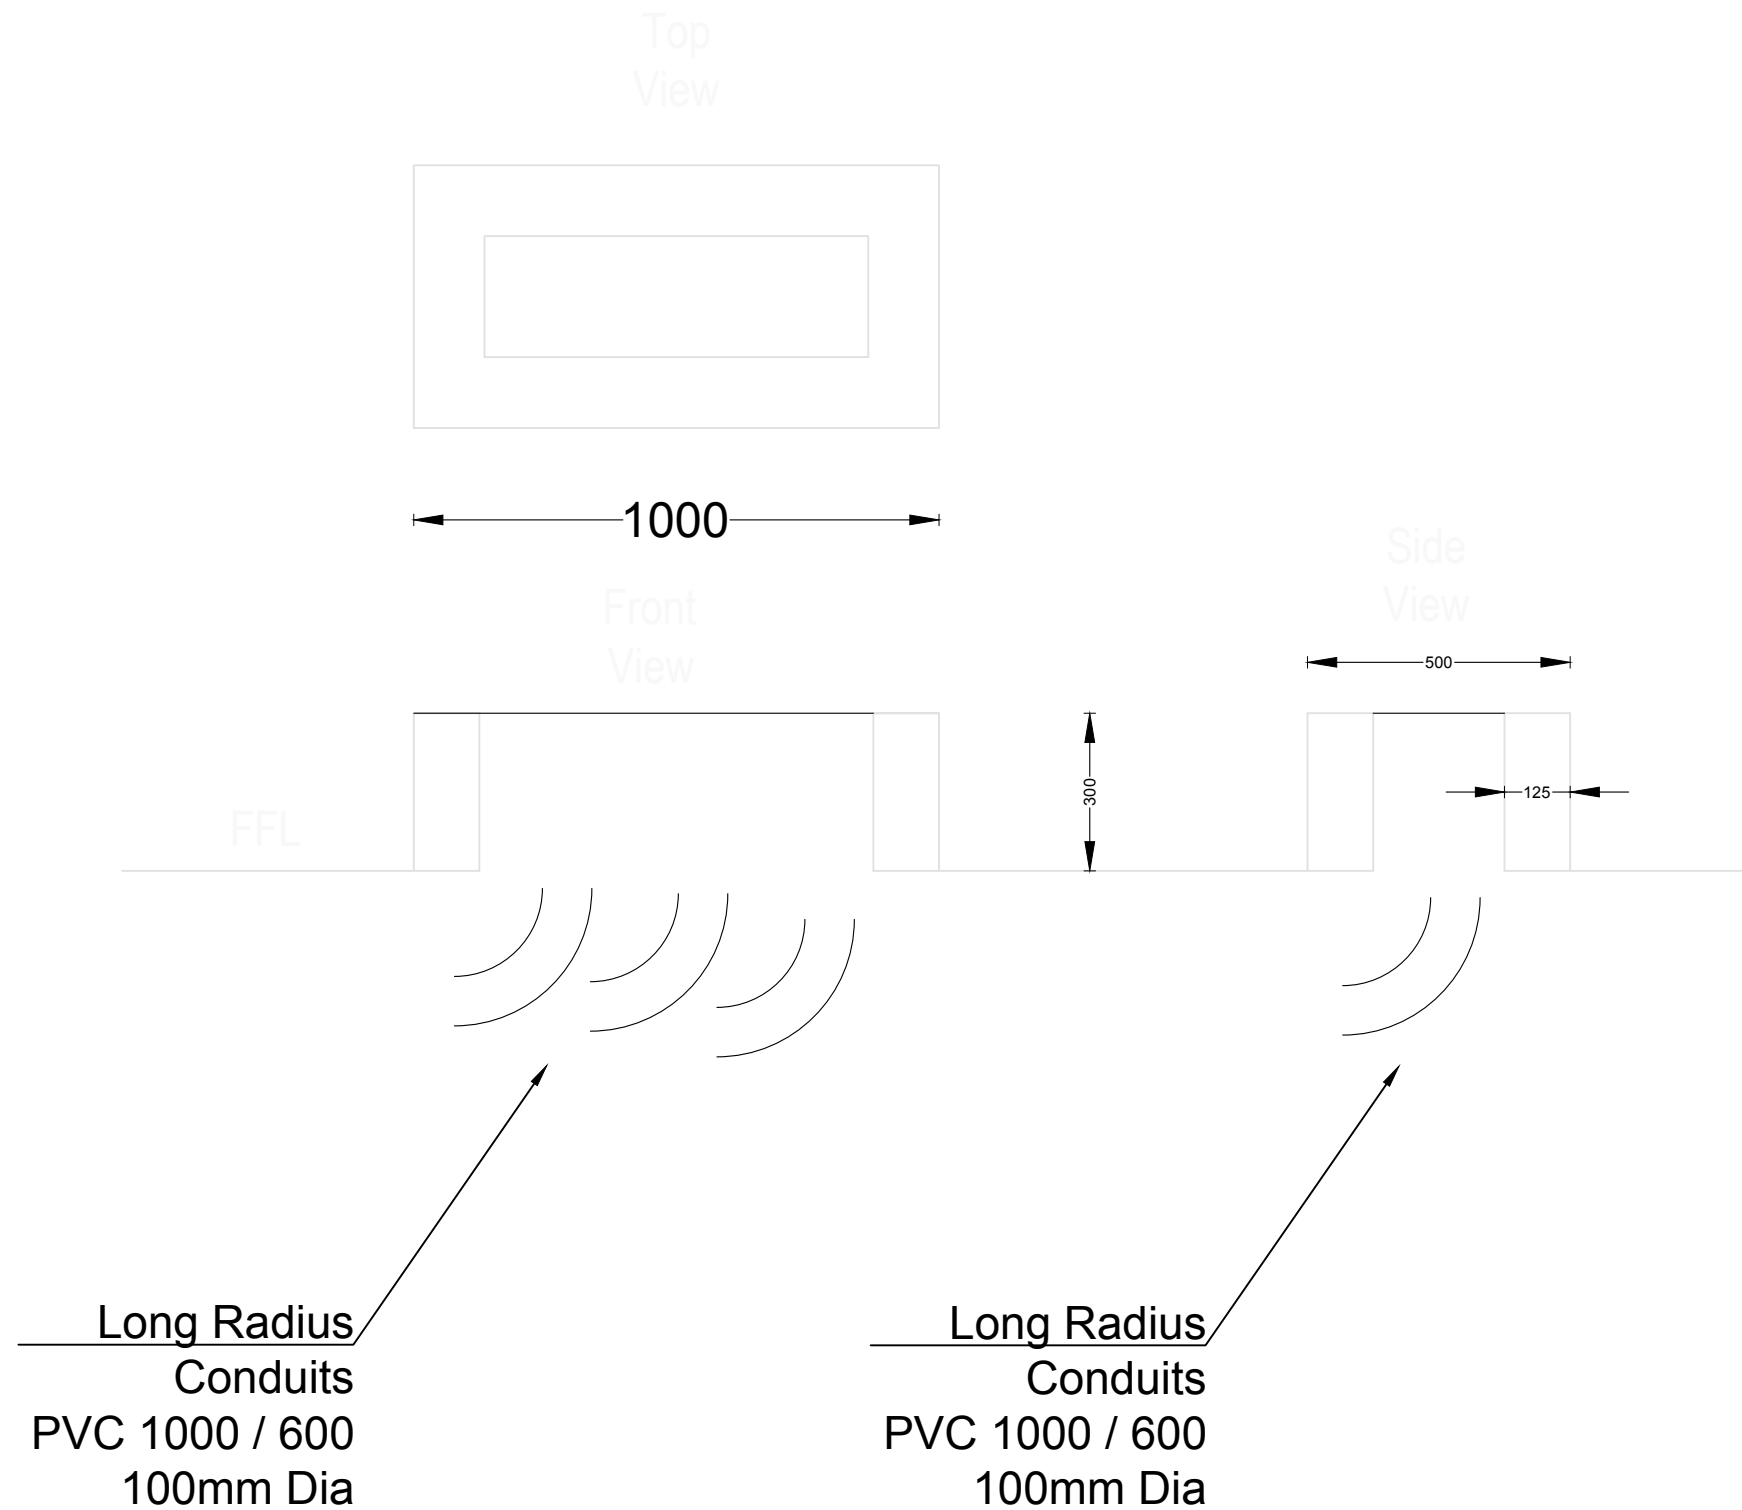 Top
View
1000
Front
View
Side
View
500
300
125
FFL
Long Radius
Conduits
PVC 1000 / 600
100mm Dia
Long Radius
Conduits
PVC 1000 / 600
100mm Dia